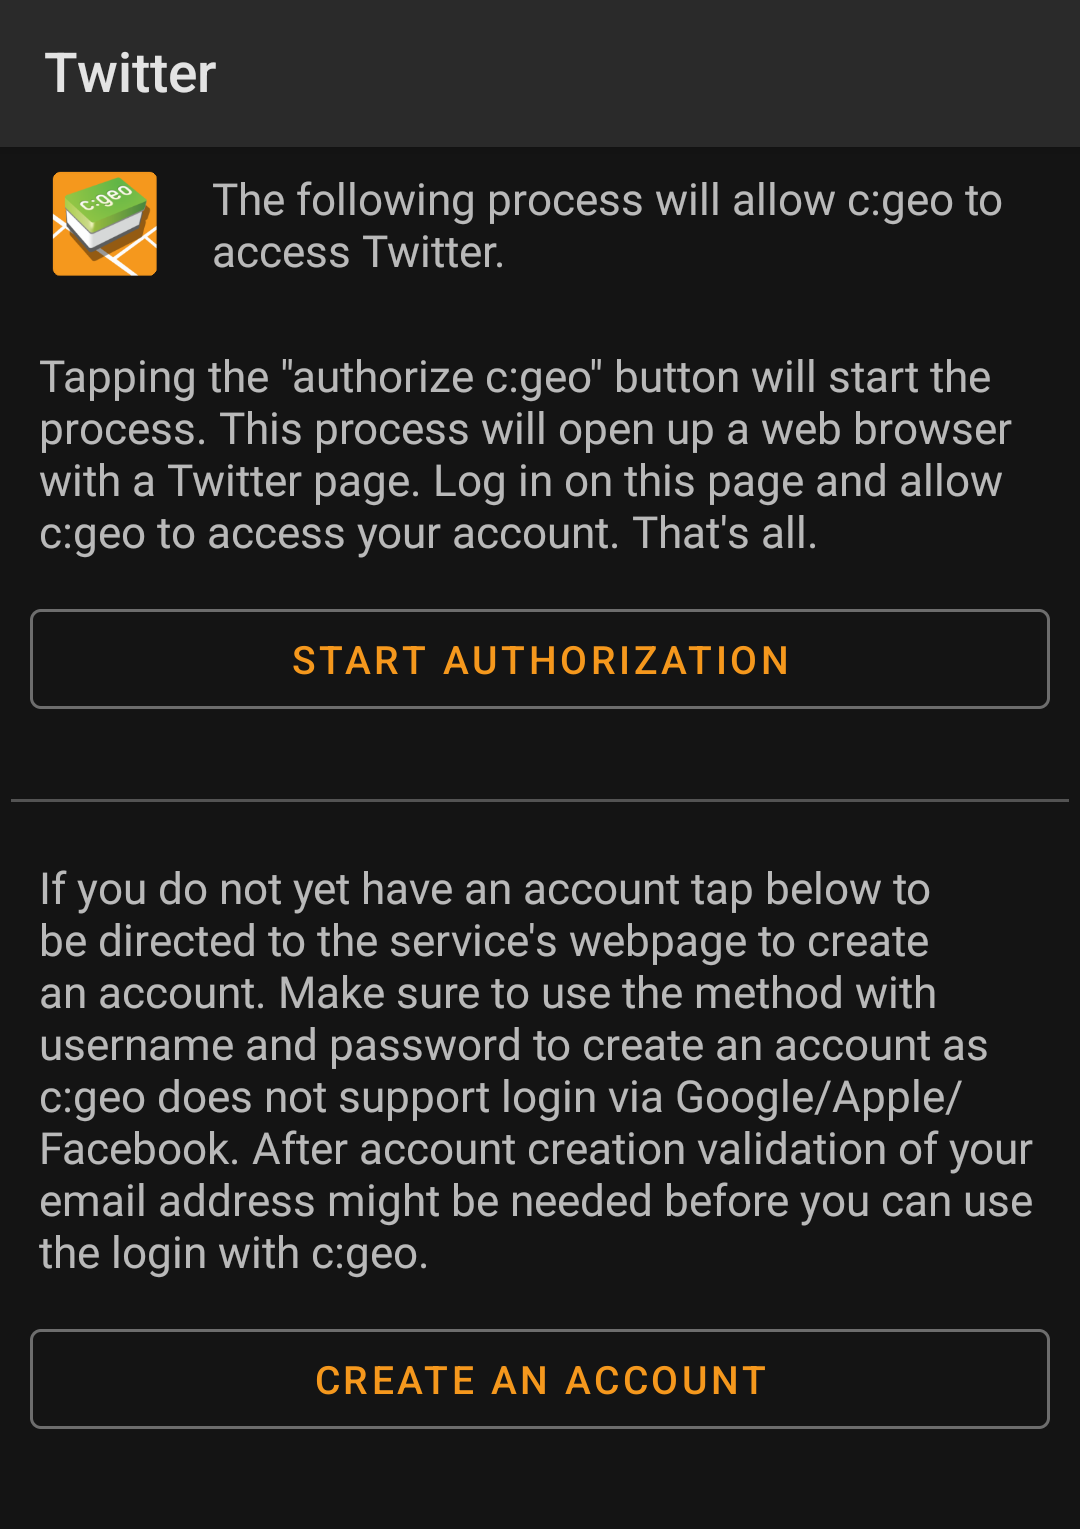 Twitter
c:geo
The following process will allow c:geo to
access Twitter.
Tapping the "authorize c:geo" button will start the
process. This process will open up a web browser
with a Twitter page. Log in on this page and allow
c:geo to access your account. That's all.
START AUTHORIZATION
If you do not yet have an account tap below to
be directed to the service's webpage to create
an account. Make sure to use the method with
username and password to create an account as
c:geo does not support login via Google/Apple/
Facebook. After account creation validation of your
email address might be needed before you can use
the login with c:geo.
CREATE AN ACCOUNT